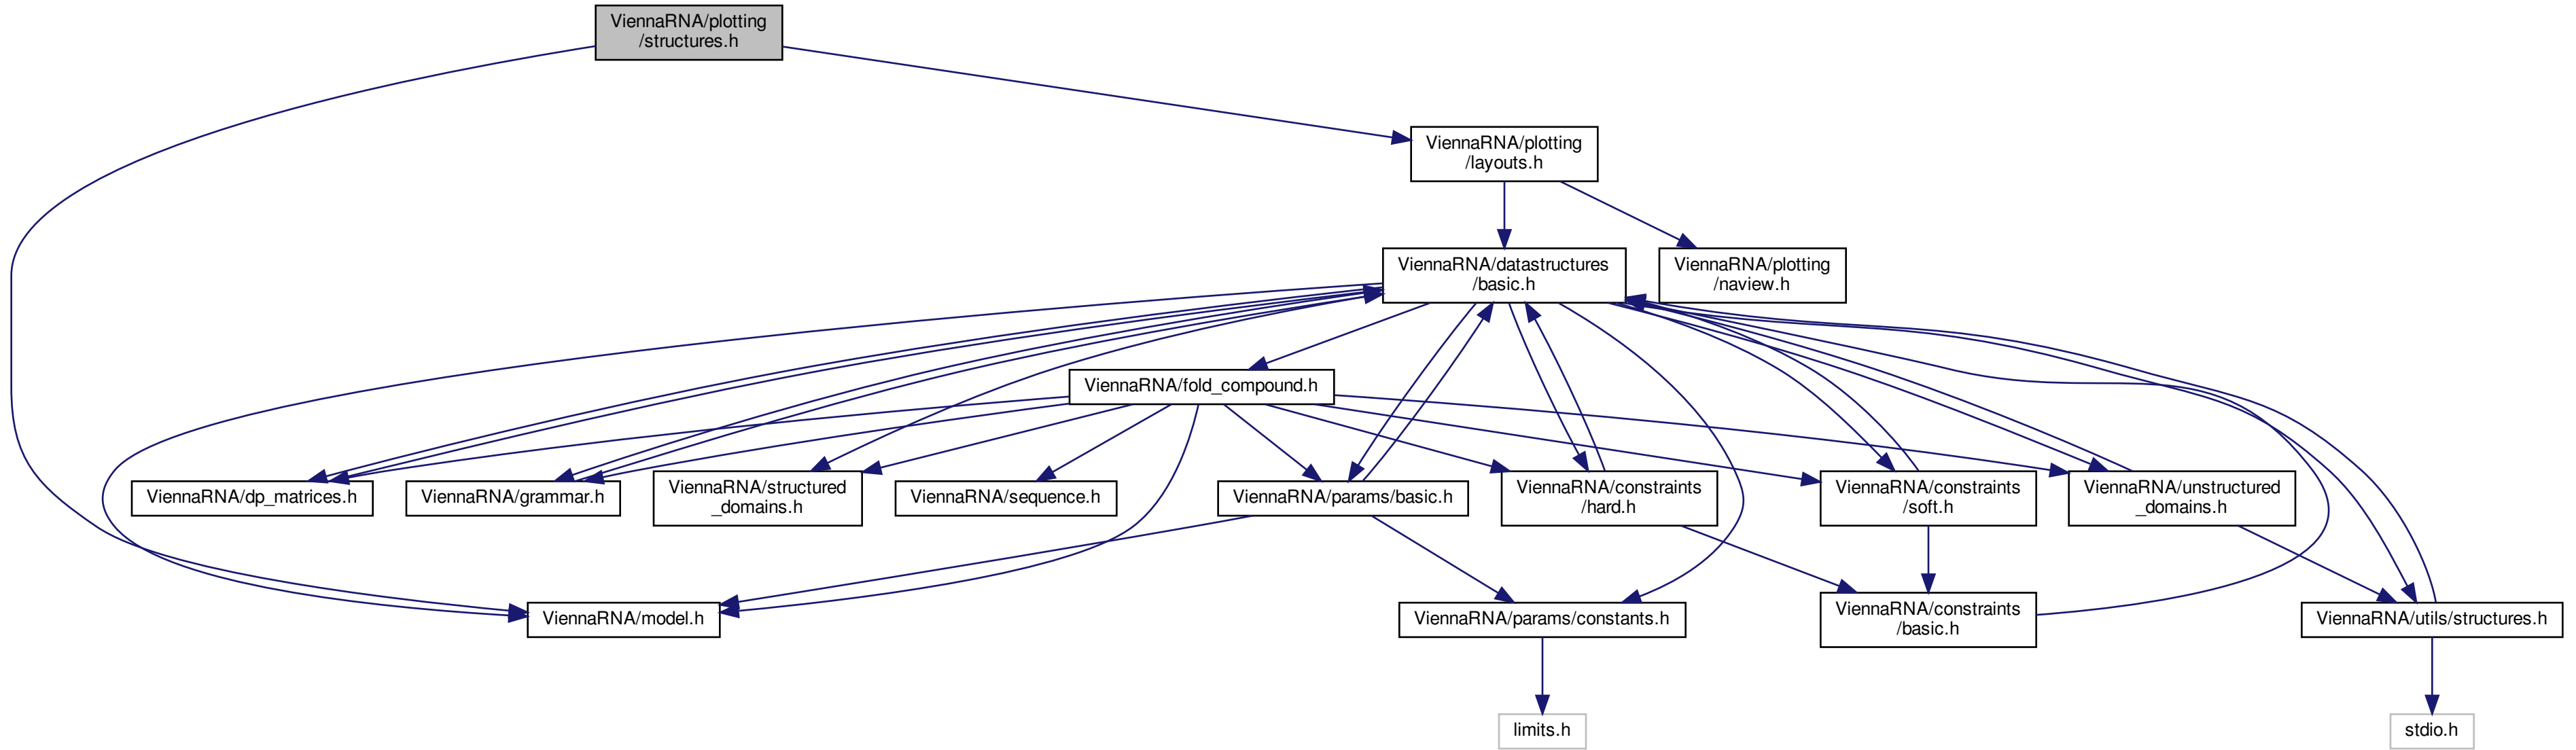 ViennaRNA/plotting
/structures.h
ViennaRNA/plotting
/layouts.h
ViennaRNA/datastructures
/basic.h
ViennaRNA/plotting
/naview.h
ViennaRNA/fold_compound.h
ViennaRNA/dp_matrices.h
ViennaRNA/grammar.h
ViennaRNA/structured
_domains.h
ViennaRNA/sequence.h
ViennaRNA/params/basic.h
ViennaRNA/constraints
/hard.h
ViennaRNA/constraints
/soft.h
ViennaRNA/unstructured
_domains.h
ViennaRNA/model.h
ViennaRNA/params/constants.h
ViennaRNA/constraints
/basic.h
ViennaRNA/utils/structures.h
limits.h
stdio.h